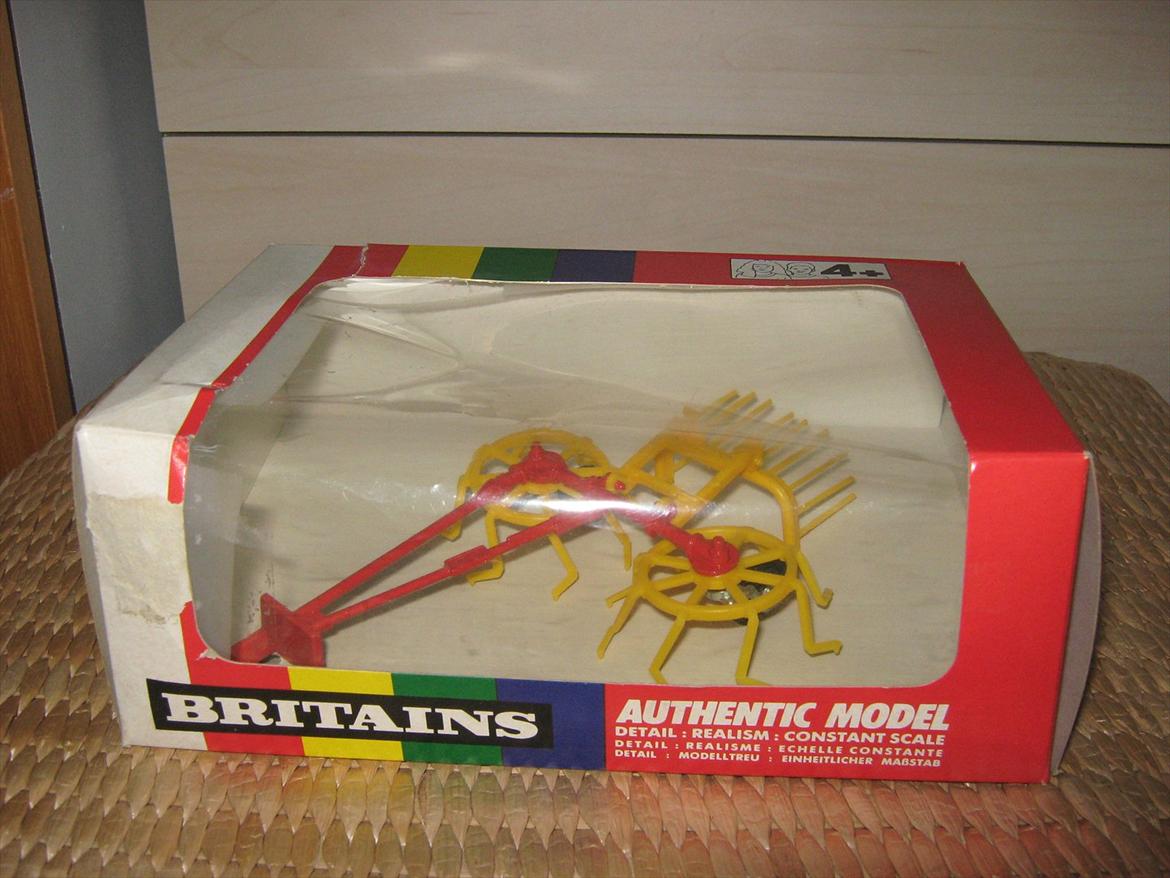 4+
BRITAINS
AUTHENTIC MODEL
DETAIL : REALISM : CONSTANT SCALE
DETAIL : REALISME : ECHELLE CONSTANTE
DETAIL : MODELLTREU : EINHEITLICHER MAßSTAB